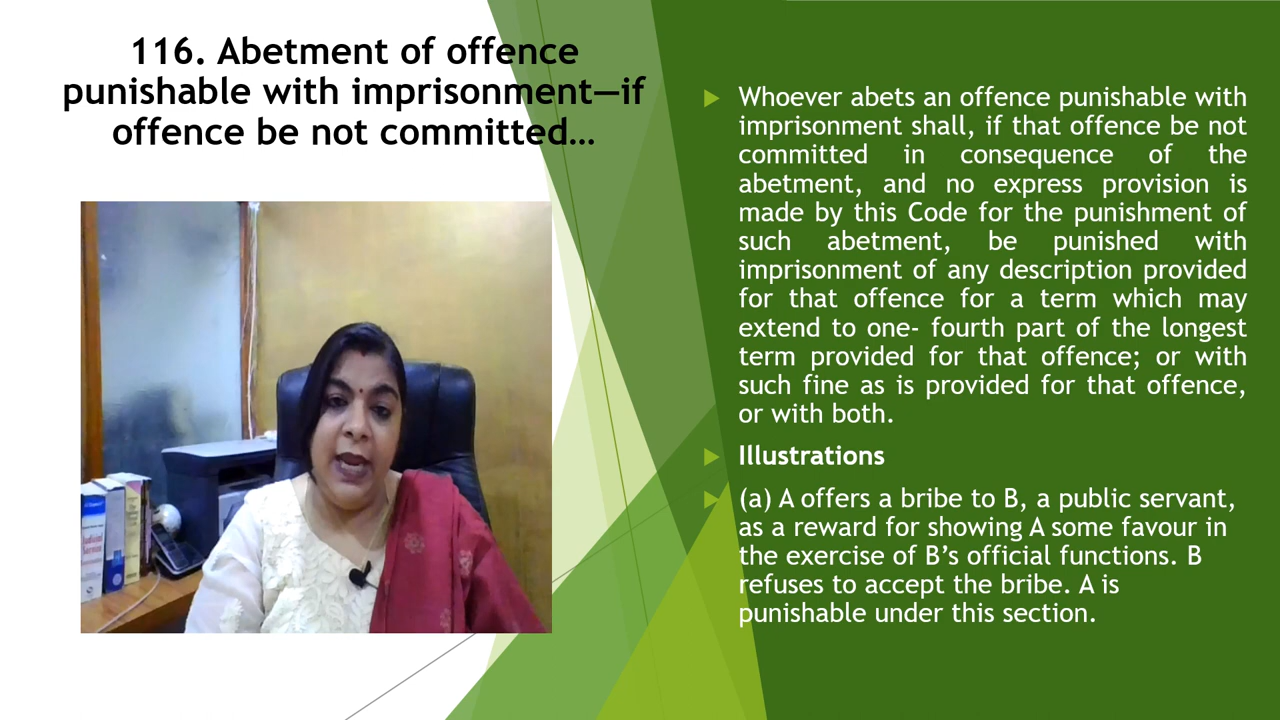 116. Abetment of offence
punishable with imprisonment—if
offence be not committed…
Whoever abets an offence punishable with
imprisonment shall, if that offence be not
committed in consequence of the
abetment, and no express provision is
made by this Code for the punishment of
such abetment, be punished with
imprisonment of any description provided
for that offence for a term which may
extend to one- fourth part of the longest
term provided for that offence; or with
such fine as is provided for that offence,
or with both.
Illustrations
(a) A offers a bribe to B, a public servant,
as a reward for showing A some favour in
the exercise of B’s official functions. B
refuses to accept the bribe. A is
punishable under this section.